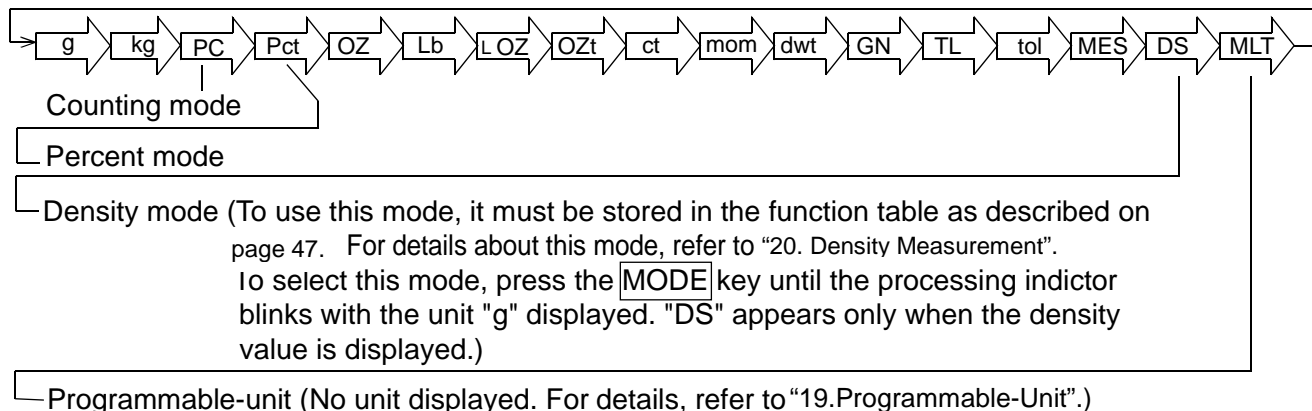 g kg PC Pct OZ Lb L OZ OZt ct mom dwt GN TL tol MES DS MLT
Counting mode
Percent mode
Density mode (To use this mode, it must be stored in the function table as described on
page 47. For details about this mode, refer to “20. Density Measurement”.
To select this mode, press the MODE key until the processing indictor
blinks with the unit "g" displayed. "DS" appears only when the density
value is displayed.)
Programmable-unit (No unit displayed. For details, refer to “19.Programmable-Unit”.)